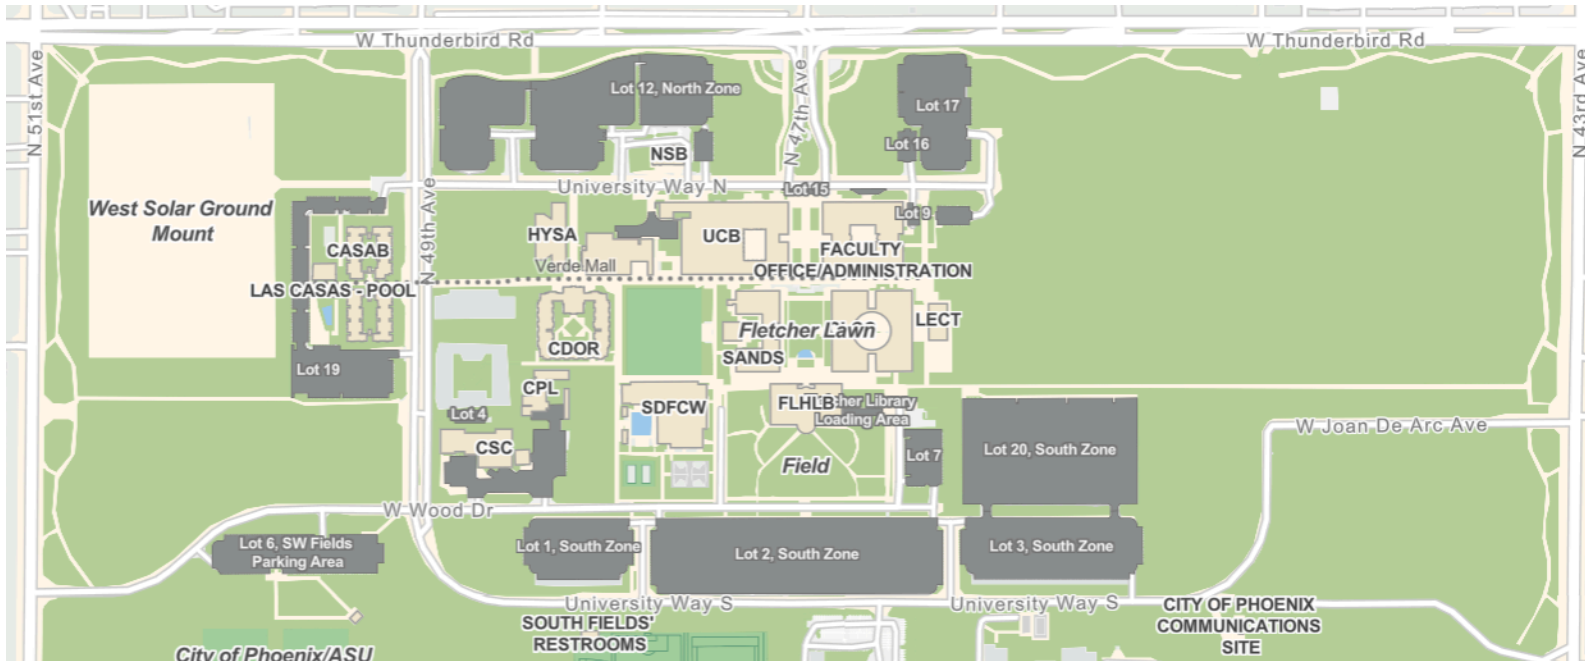 W Thunderbird Rd
W Thunderbird Rd
N 51st Ave
N 47th Ave
N 43rd Ave
Lot 12, North Zone
Lot 17
Lot 16
NSB
University Way N
Lot 15
West Solar Ground
Mount
N 49th Ave
CASAB
HYSA
UCB
Lot 9
FACULTY
OFFICE/ADMINISTRATION
Verde Mall
LAS CASAS - POOL
LECT
Fletcher Lawn
CDOR
SANDS
Lot 19
CPL
SDFCW
FLHLB
cher Library
Loading Area
Lot 4
CSC
Field
Lot 7
Lot 20, South Zone
W Joan De Arc Ave
W Wood Dr
Lot 6, SW Fields
Parking Area
Lot 1, South Zone
Lot 2, South Zone
Lot 3, South Zone
University Way S
University Way S
SOUTH FIELDS'
RESTROOMS
CITY OF PHOENIX
COMMUNICATIONS
SITE
City of Phoenix/ASU